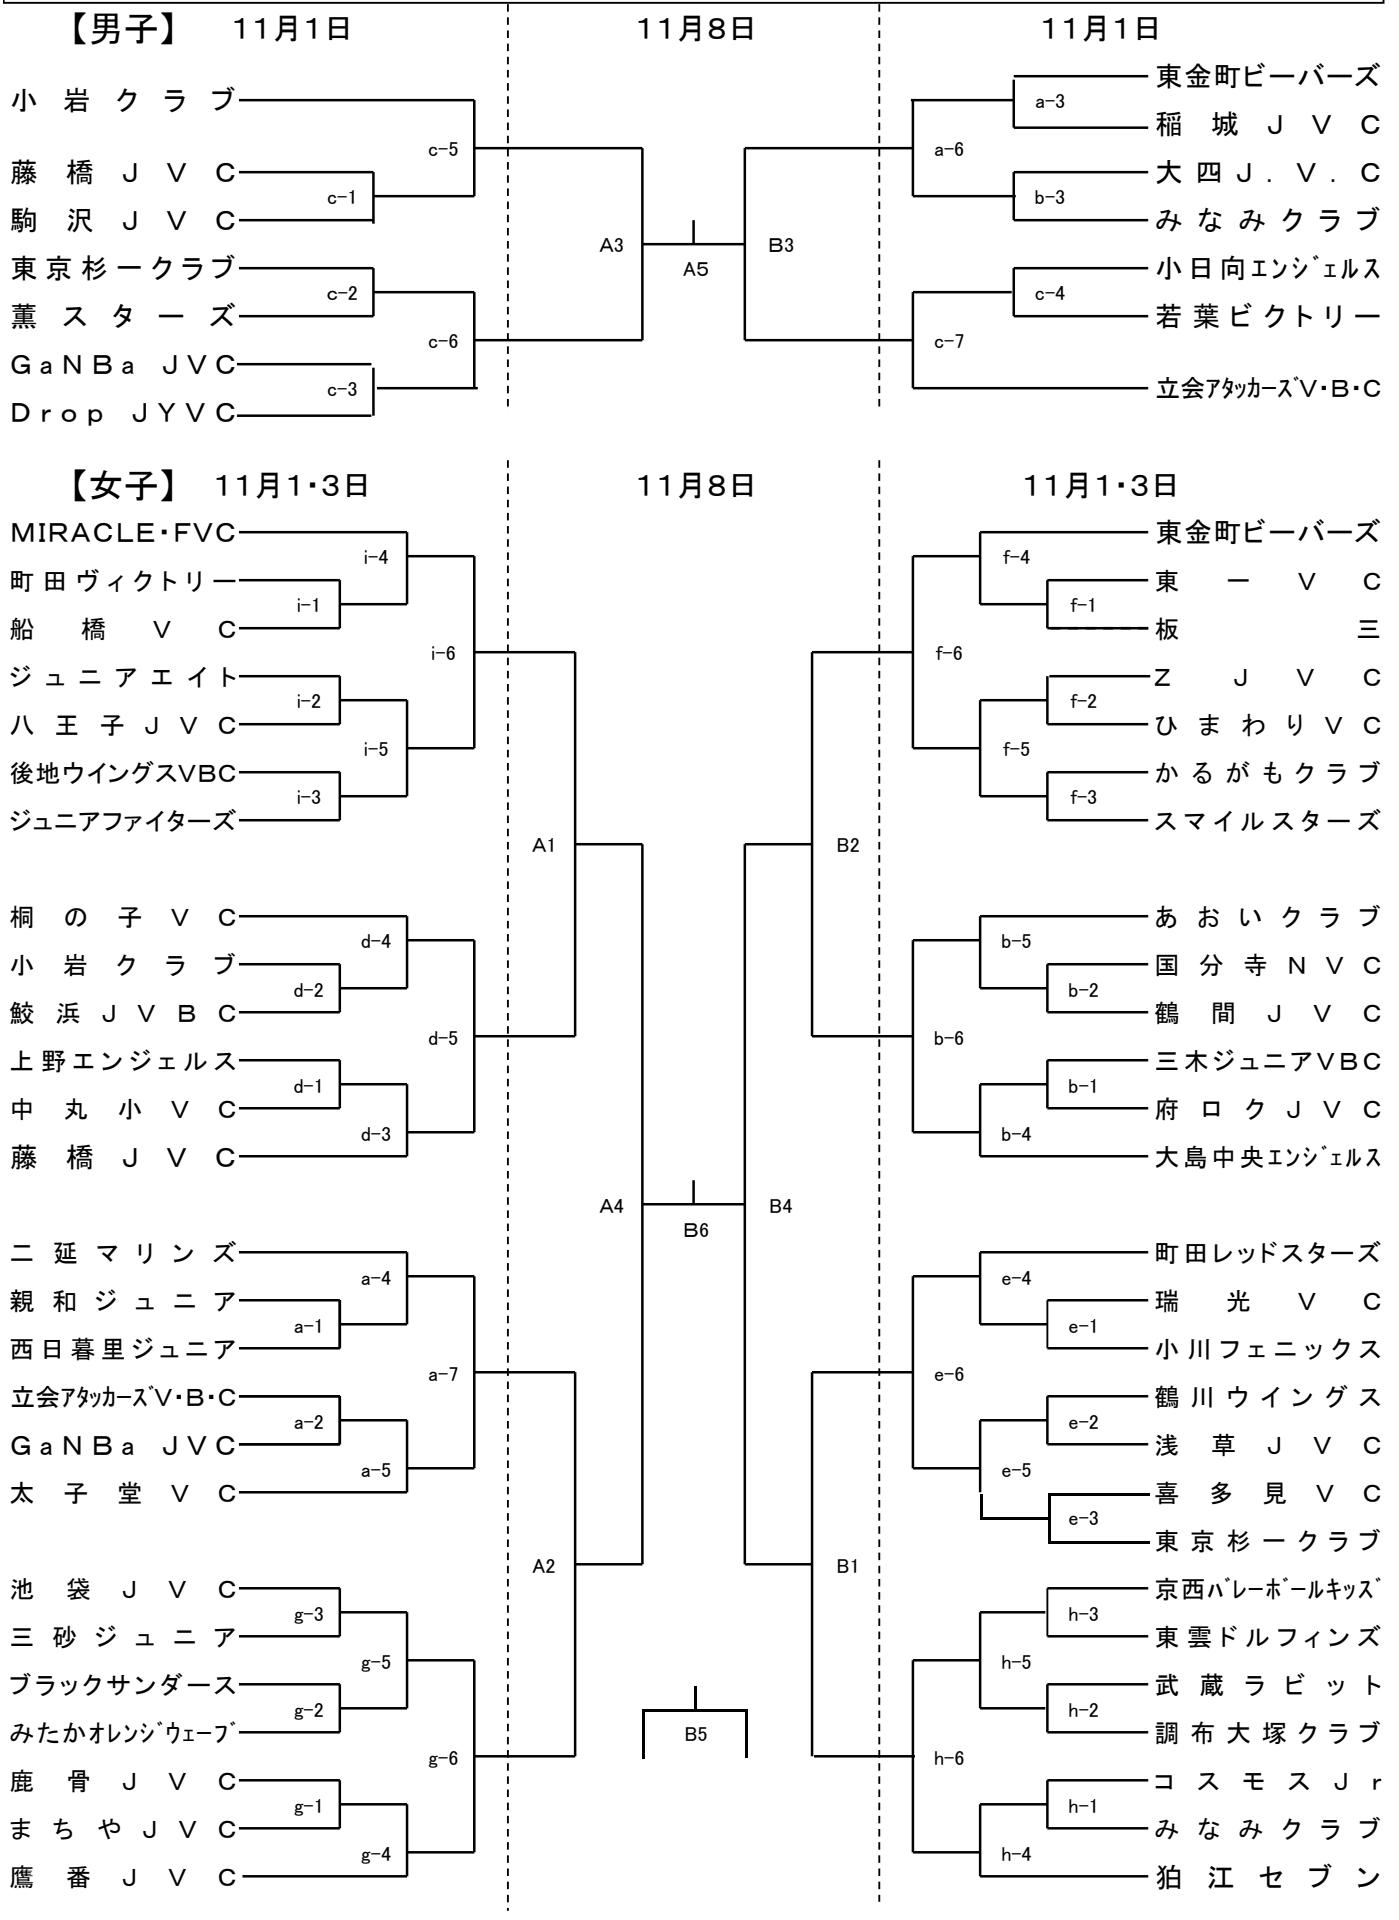 【男子】 11月1日 11月8日 11月1日
東金町ビーバーズ
小岩クラブ a-3
稲城JVC
c-5 a-6
藤橋JVC 大四J.V.C
c-1 b-3
駒沢JVC みなみクラブ
A3 B3
東京杉一クラブ A5 小日向エンジェルス
c-2 c-4
薫スターズ 若葉ビクトリー
c-6 c-7
GaNBa JVC
c-3 立会アタッカーズV・B・C
Drop JYVC
【女子】 11月1・3日 11月8日 11月1・3日
MIRACLE・FVC 東金町ビーバーズ
i-4 f-4
町田ヴィクトリー 東一VC
i-1 f-1
船橋VC 板三
i-6 f-6
ジュニアエイト ZJVC
i-2 f-2
八王子JVC ひまわりVC
i-5 f-5
後地ウイングスVBC かるがもクラブ
i-3 f-3
ジュニアファイターズ スマイルスターズ
A1 B2
桐の子VC あおいクラブ
d-4 b-5
小岩クラブ 国分寺NVC
d-2 b-2
鮫浜JVBC 鶴間JVC
d-5 b-6
上野エンジェルス 三木ジュニアVBC
d-1 b-1
中丸小VC 府ロクJVC
d-3 b-4
藤橋JVC 大島中央エンジェルス
A4 B6 B4
二延マリンズ 町田レッドスターズ
a-4 e-4
親和ジュニア 瑞光VC
a-1 e-1
西日暮里ジュニア 小川フェニックス
a-7 e-6
立会アタッカーズV・B・C 鶴川ウイングス
a-2 e-2
GaNBa JVC 浅草JVC
a-5 e-5
太子堂VC 喜多見VC
e-3
東京杉一クラブ
A2 B1
池袋JVC 京西バレーボールキッズ
g-3 h-3
三砂ジュニア 東雲ドルフィンズ
g-5 h-5
ブラックサンダース 武蔵ラビット
g-2 h-2
みたかオレンジウェーブ B5 調布大塚クラブ
g-6 h-6
鹿骨JVC コスモスJr
g-1 h-1
まちやJVC みなみクラブ
g-4 h-4
鷹番JVC 狛江セブン